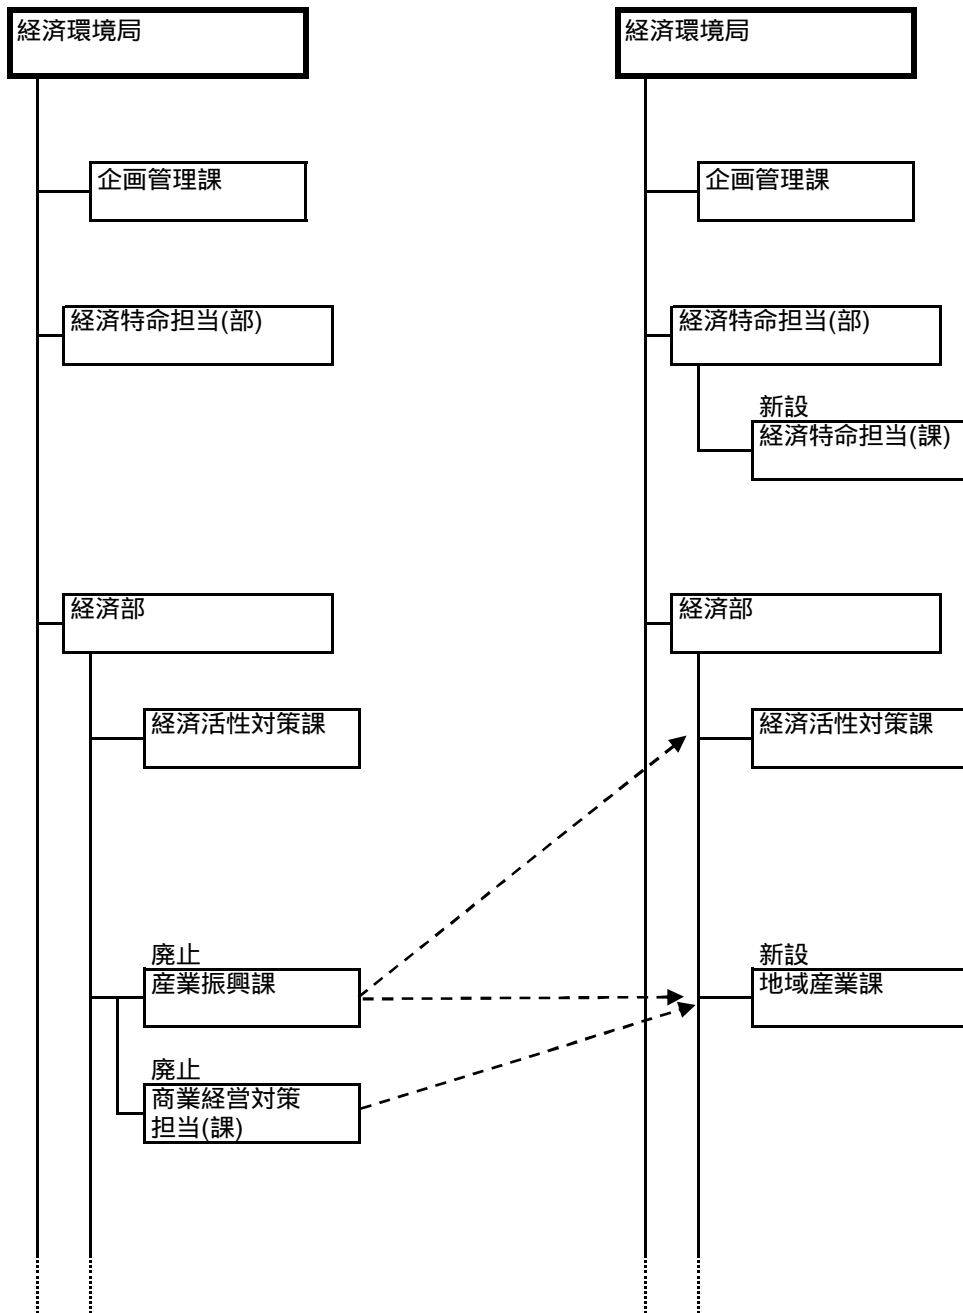 経済環境局
企画管理課
経済特命担当(部)
経済部
経済活性対策課
廃止
産業振興課
廃止
商業経営対策
担当(課)
経済環境局
企画管理課
経済特命担当(部)
新設
経済特命担当(課)
経済部
経済活性対策課
新設
地域産業課